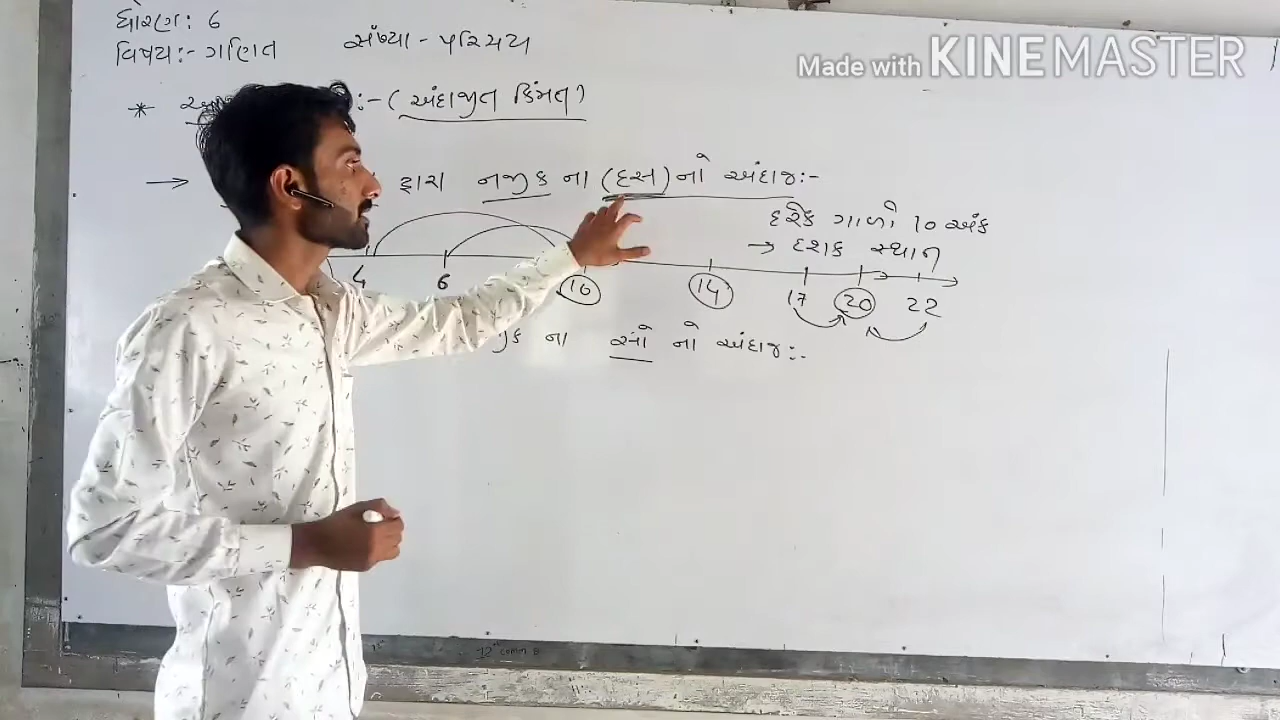 ધોરણ: 6
વિષય:- ગણિત સંખ્યા - પરિચય
Made with KINEMASTER
* :- (અંદાજીત કિંમત)
→ દ્વારા નજીક ના (દસ) નો અંદાજ:-
દરેક ગાળો 10 અંક
→ દશક સ્થાન
4 6 10 14 17 20 22
ના સો નો અંદાજ:-